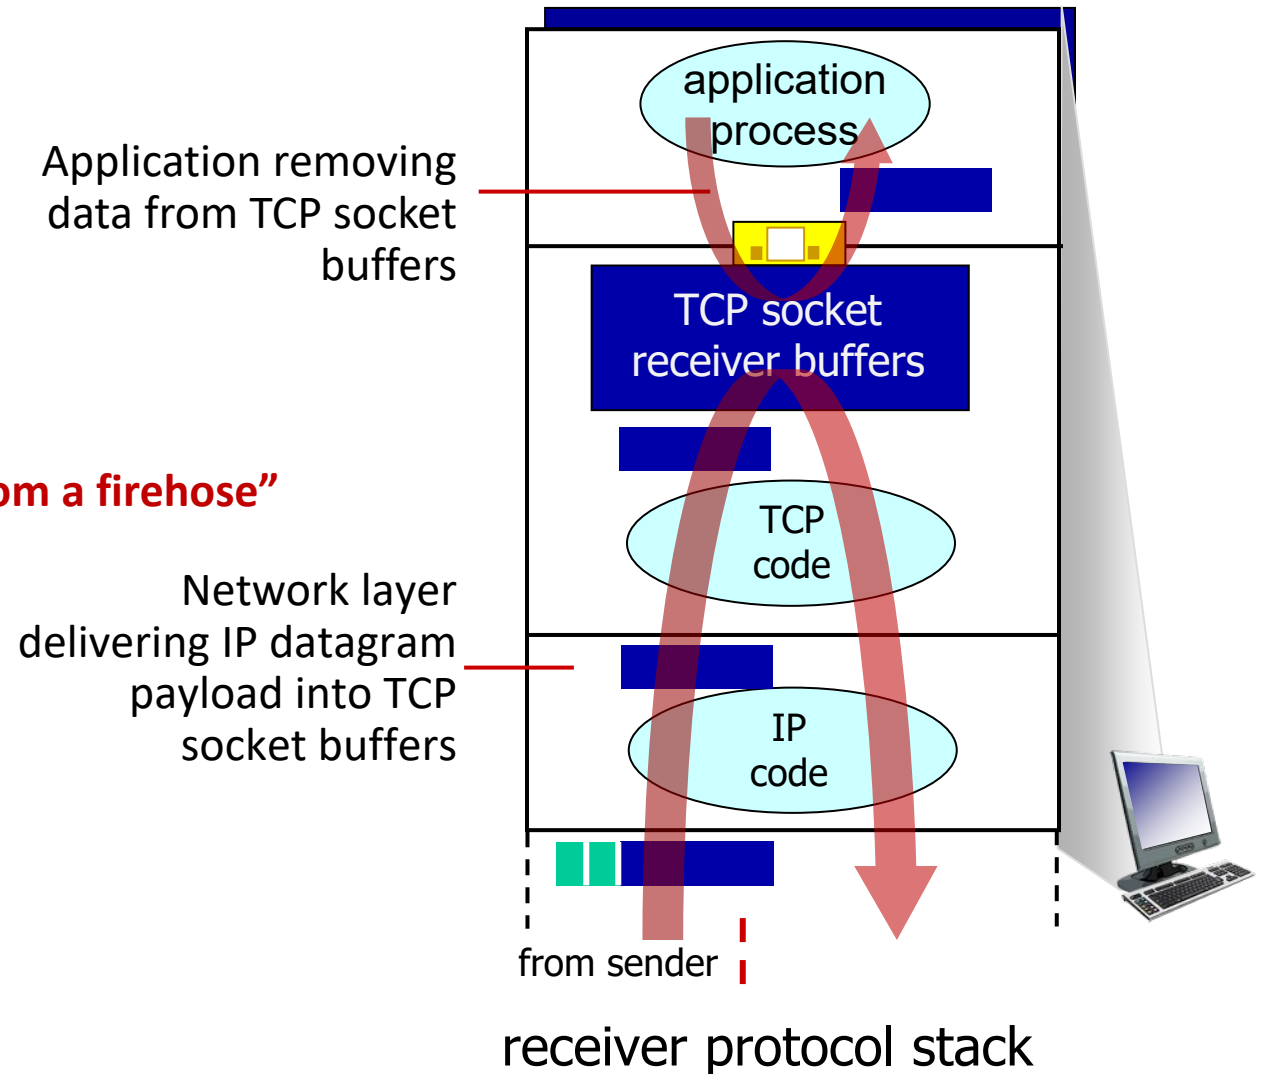 application
process
Application removing
data from TCP socket
buffers
TCP socket
receiver buffers
a firehose”
TCP
code
Network layer
delivering IP datagram
payload into TCP
socket buffers
IP
code
from sender
receiver protocol stack